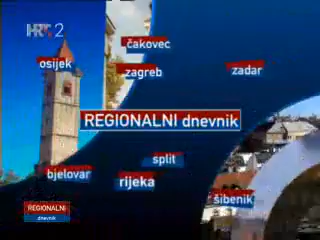 HRT 2
čakovec
osijek
zagreb
zadar
REGIONALNI dnevnik
split
bjelovar
rijeka
šibenik
REGIONALNI
dnevnik